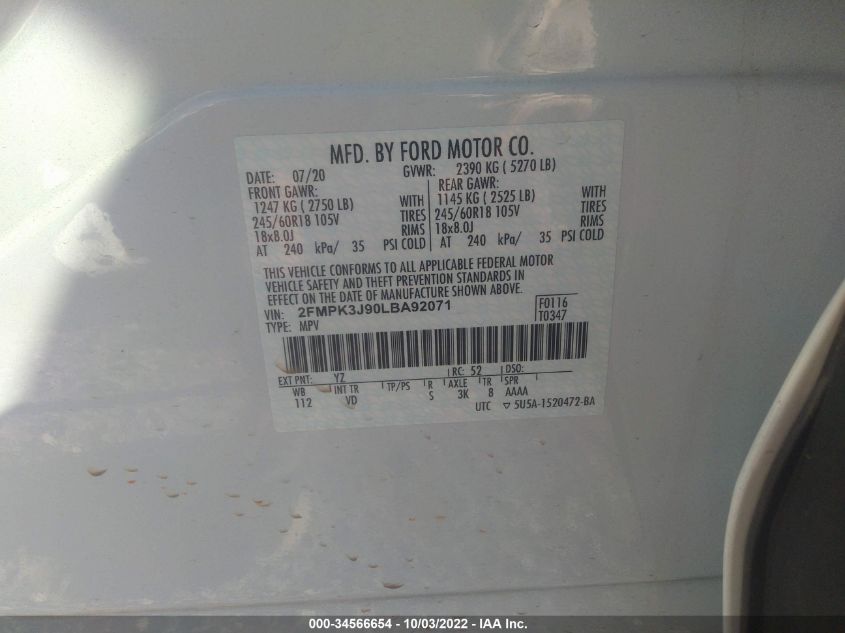 MFD. BY FORD MOTOR CO.
DATE: 07/20 GVWR: 2390 KG ( 5270 LB)
FRONT GAWR: REAR GAWR:
1247 KG ( 2750 LB) WITH 1145 KG ( 2525 LB) WITH
245/60R18 105V TIRES 245/60R18 105V TIRES
18x8.0J RIMS 18x8.0J RIMS
AT 240 kPa/ 35 PSI COLD AT 240 kPa/ 35 PSI COLD
THIS VEHICLE CONFORMS TO ALL APPLICABLE FEDERAL MOTOR
VEHICLE SAFETY AND THEFT PREVENTION STANDARDS IN
EFFECT ON THE DATE OF MANUFACTURE SHOWN ABOVE.
VIN: 2FMPK3J90LBA92071 F0116
TYPE: MPV T0347
EXT PNT: YZ RC: 52 DSO:
WB INT TR TP/PS R AXLE TR SPR
112 VD S 3K 8 AAAA
UTC ▽ 5U5A-1520472-BA
000-34566654 - 10/03/2022 - IAA Inc.